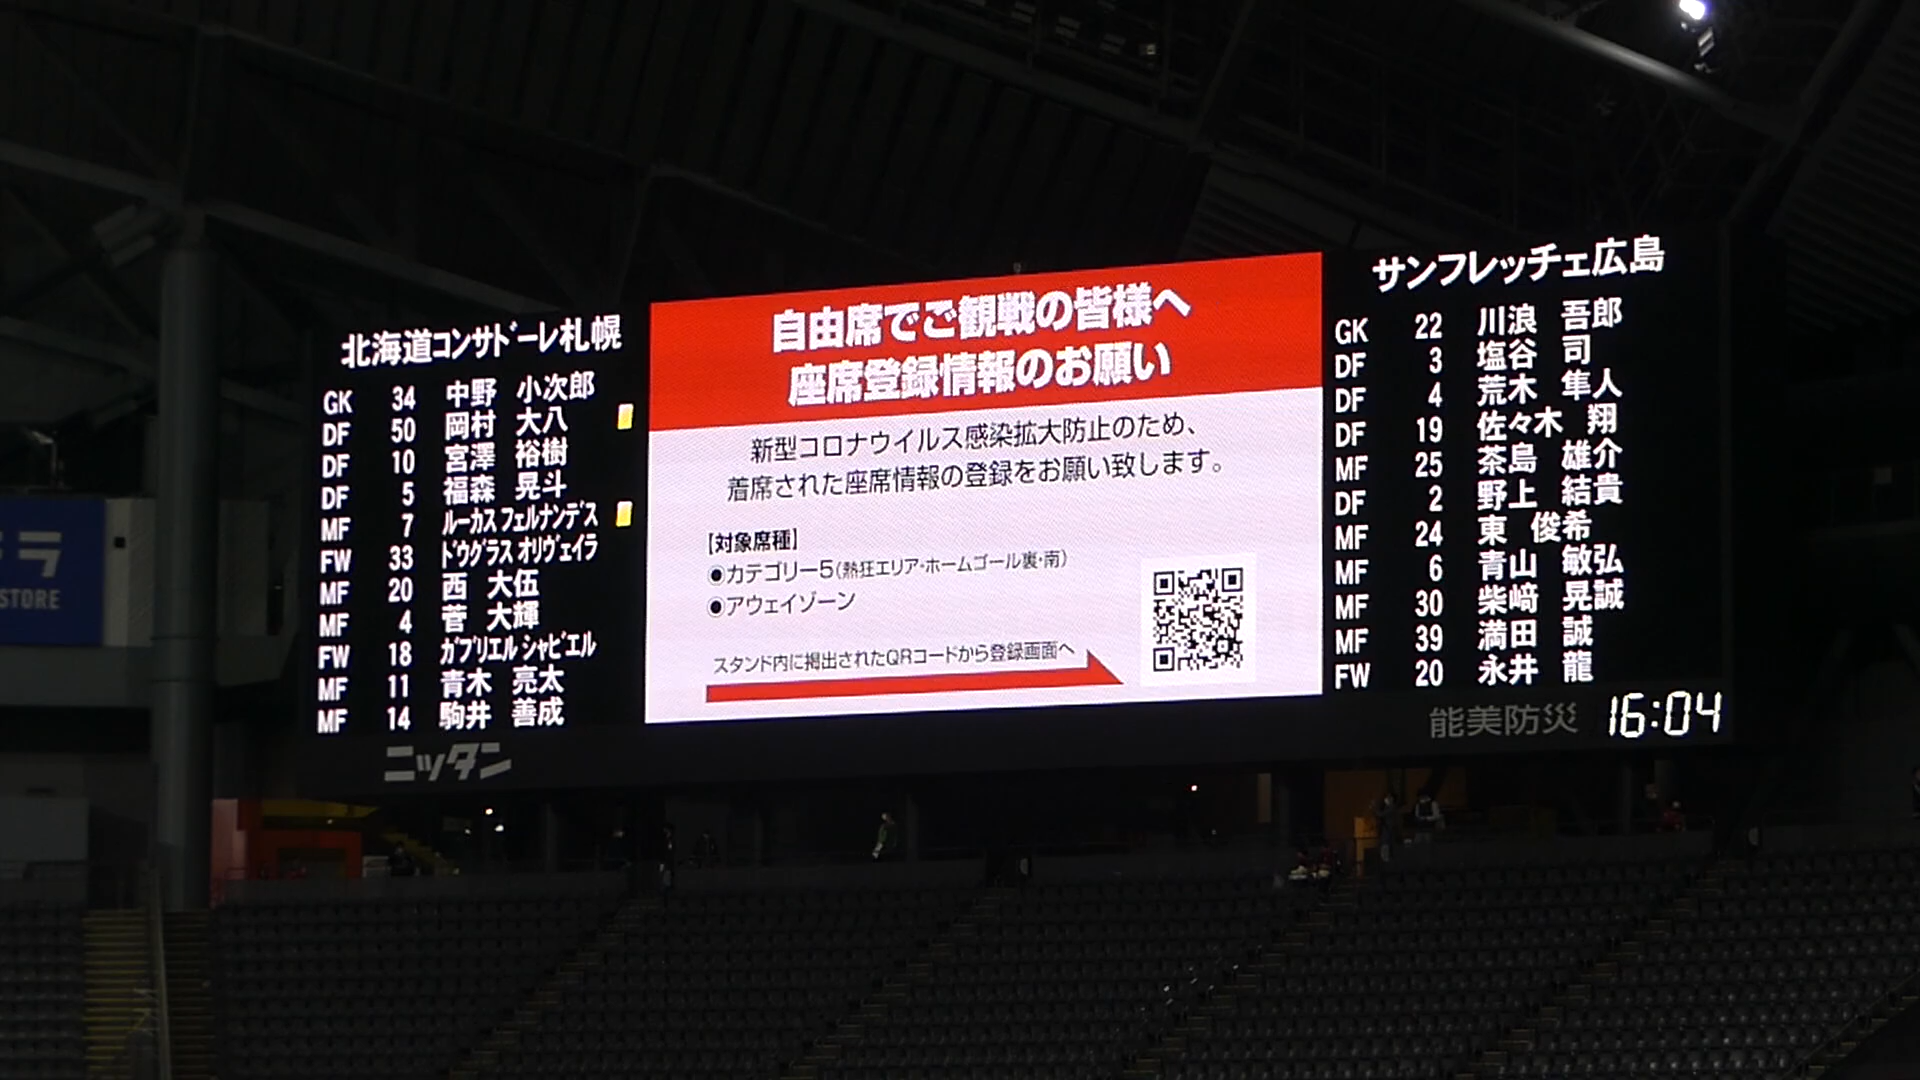 北海道コンサドーレ札幌
GK 34 中野 小次郎
DF 50 岡村 大八
DF 10 宮澤 裕樹
DF 5 福森 晃斗
MF 7 ルーカス フェルナンデス
FW 33 ドウグラス オリヴェイラ
MF 20 西 大伍
MF 4 菅 大輝
FW 18 ガブリエル シャビエル
MF 11 青木 亮太
MF 14 駒井 善成
ニッタン
自由席でご観戦の皆様へ
座席登録情報のお願い
新型コロナウイルス感染拡大防止のため、
着席された座席情報の登録をお願い致します。
【対象席種】
●カテゴリー5(熱狂エリア・ホームゴール裏・南)
●アウェイゾーン
スタンド内に掲出されたQRコードから登録画面へ
サンフレッチェ広島
GK 22 川浪 吾郎
DF 3 塩谷 司
DF 4 荒木 隼人
DF 19 佐々木 翔
MF 25 茶島 雄介
DF 2 野上 結貴
MF 24 東 俊希
MF 6 青山 敏弘
MF 30 柴﨑 晃誠
MF 39 満田 誠
FW 20 永井 龍
能美防災 16:04
ラ
STORE